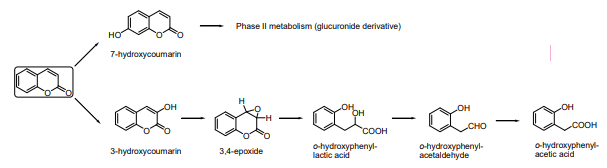 HO
O
O
Phase II metabolism (glucuronide derivative)
7-hydroxycoumarin
O
O
OH
O
O
3-hydroxycoumarin
H
O
H
O
O
3,4-epoxide
OH
OH
COOH
o-hydroxyphenyl-
lactic acid
OH
CHO
o-hydroxyphenyl-
acetaldehyde
OH
COOH
o-hydroxyphenyl-
acetic acid